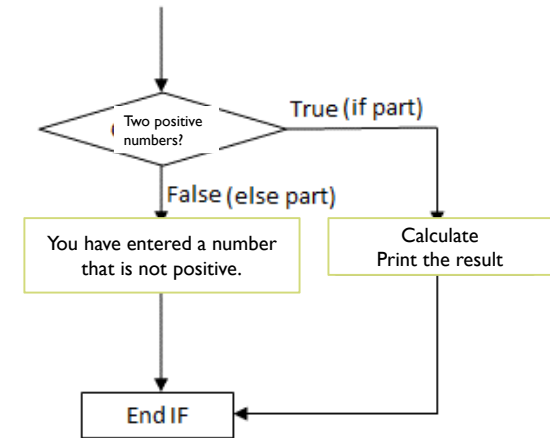 Two positive
numbers?
True (if part)
False (else part)
You have entered a number
that is not positive.
Calculate
Print the result
End IF